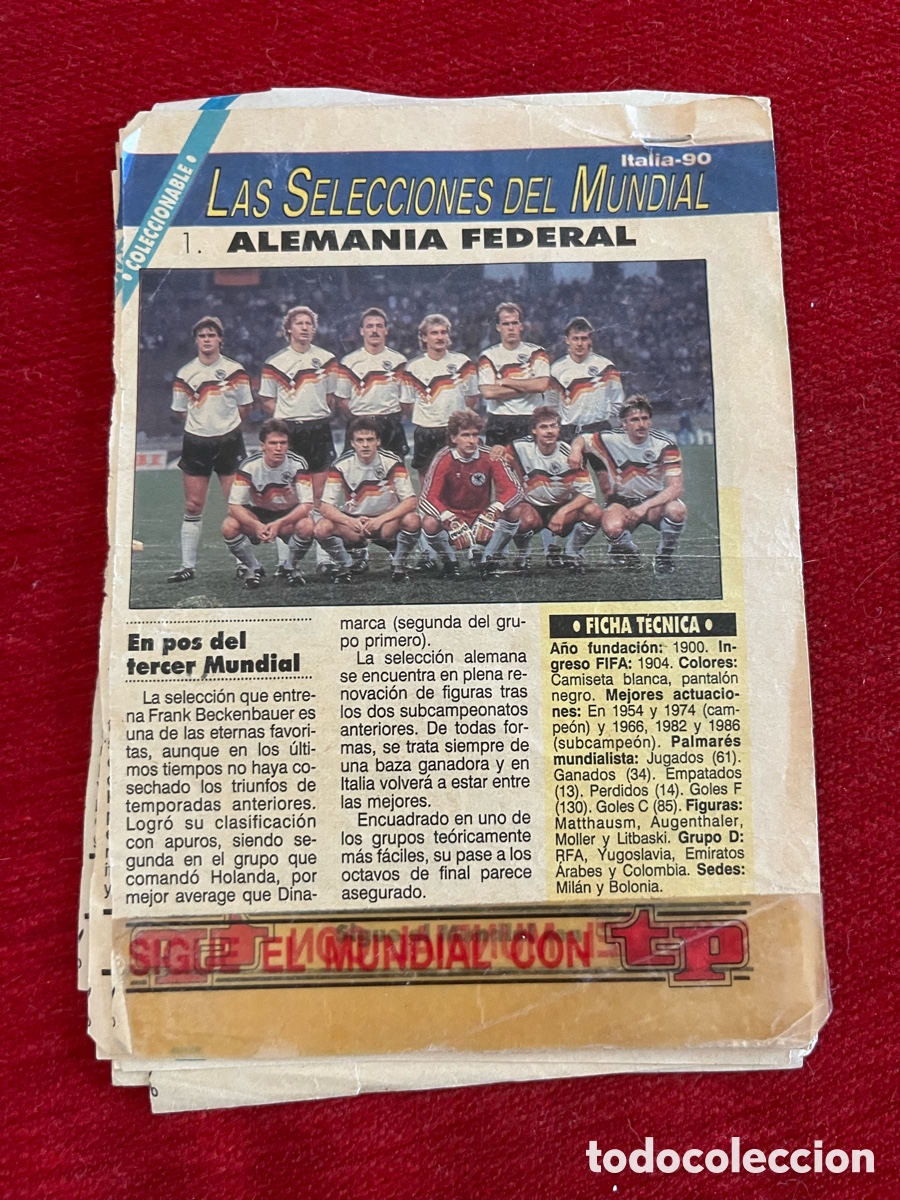 Italia-90
• COLECCIONABLE •
LAS SELECCIONES DEL MUNDIAL
1. ALEMANIA FEDERAL
En pos del
tercer Mundial
La selección que entre-
na Frank Beckenbauer es
una de las eternas favori-
tas, aunque en los últi-
mos tiempos no haya co-
sechado los triunfos de
temporadas anteriores.
Logró su clasificación
con apuros, siendo se-
gunda en el grupo que
comandó Holanda, por
mejor average que Dina-
marca (segunda del gru-
po primero).
La selección alemana
se encuentra en plena re-
novación de figuras tras
los dos subcampeonatos
anteriores. De todas for-
mas, se trata siempre de
una baza ganadora y en
Italia volverá a estar entre
las mejores.
Encuadrado en uno de
los grupos teóricamente
más fáciles, su pase a los
octavos de final parece
asegurado.
• FICHA TÉCNICA •
Año fundación: 1900. In-
greso FIFA: 1904. Colores:
Camiseta blanca, pantalón
negro. Mejores actuacio-
nes: En 1954 y 1974 (cam-
peón) y 1966, 1982 y 1986
(subcampeón). Palmarés
mundialista: Jugados (61).
Ganados (34). Empatados
(13). Perdidos (14). Goles F
(130). Goles C (85). Figuras:
Matthausm, Augenthaler,
Moller y Litbaski. Grupo D:
RFA, Yugoslavia, Emiratos
Árabes y Colombia. Sedes:
Milán y Bolonia.
SIGUE EL MUNDIAL CON tp
todocoleccion